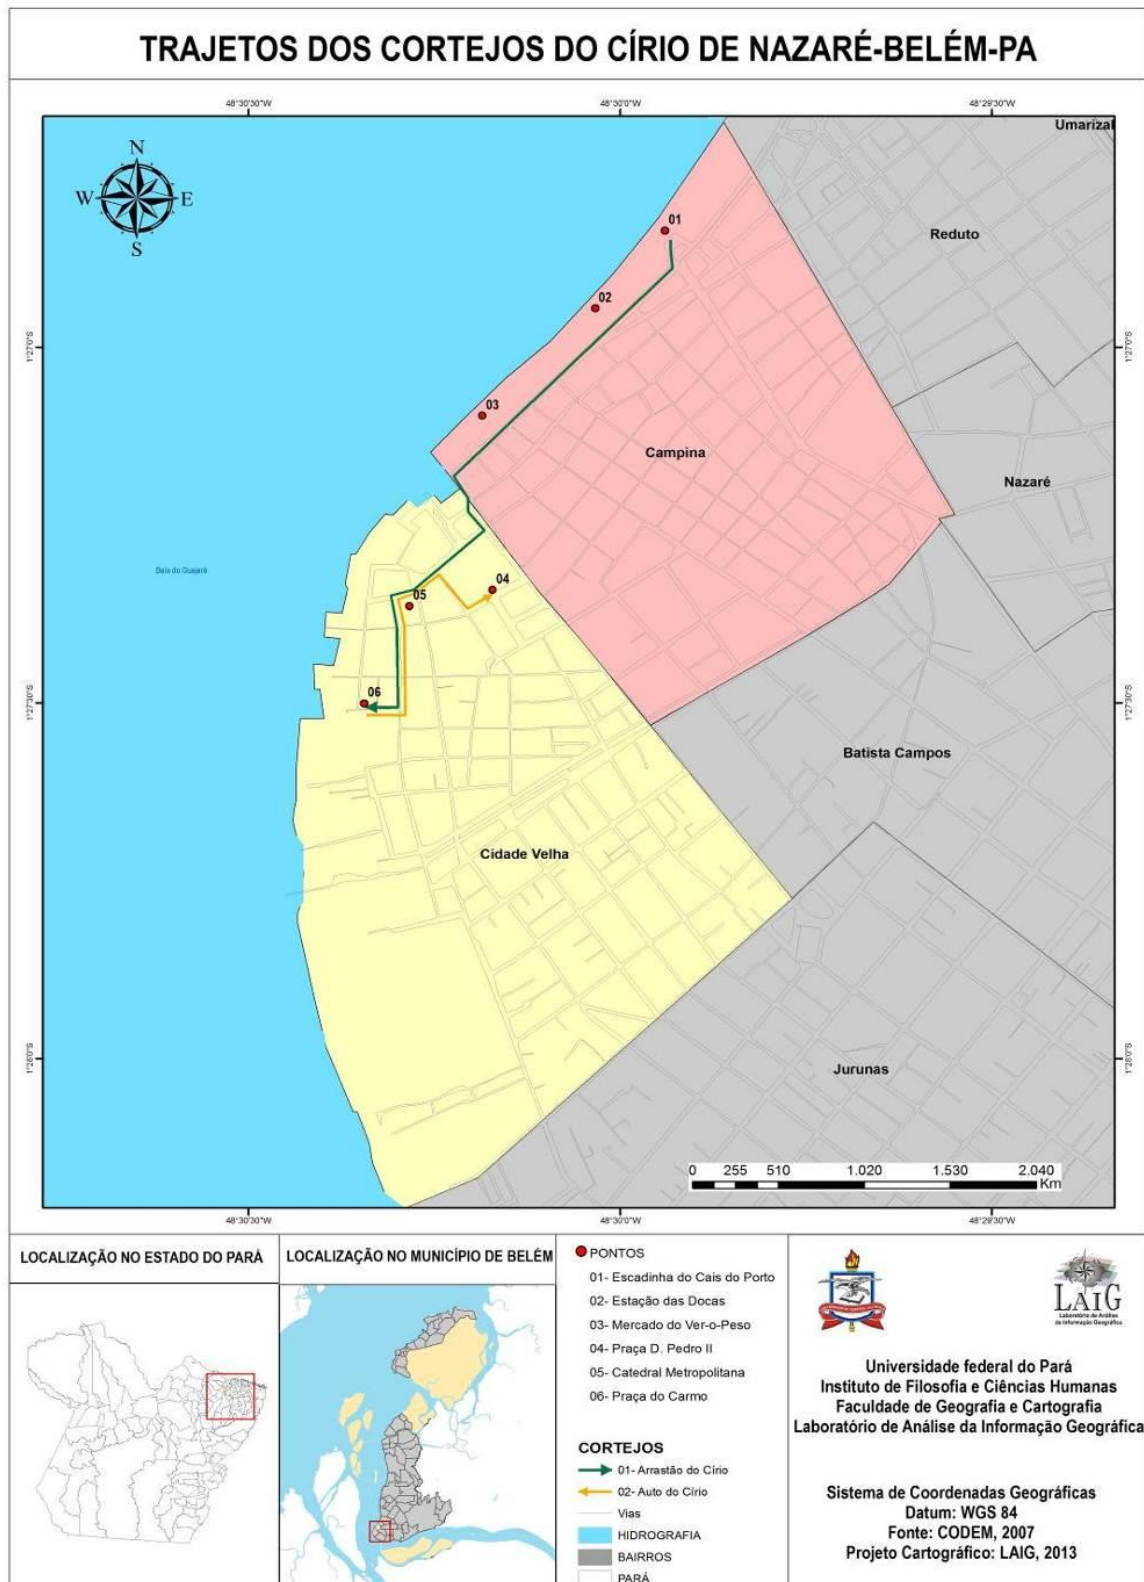 TRAJETOS DOS CORTEJOS DO CÍRIO DE NAZARÉ-BELÉM-PA
48°30'30"W
48°30'0"W
48°29'30"W
N
W
E
S
Umarizal
01
Reduto
02
1°27'0"S
1°27'0"S
03
Campina
Nazaré
Baía do Guajará
04
05
06
1°27'30"S
1°27'30"S
Batista Campos
Cidade Velha
1°28'0"S
1°28'0"S
Jurunas
0 255 510 1.020 1.530 2.040
Km
48°30'30"W
48°30'0"W
48°29'30"W
LOCALIZAÇÃO NO ESTADO DO PARÁ
LOCALIZAÇÃO NO MUNICÍPIO DE BELÉM
PONTOS
01- Escadinha do Cais do Porto
02- Estação das Docas
03- Mercado do Ver-o-Peso
04- Praça D. Pedro II
05- Catedral Metropolitana
06- Praça do Carmo
CORTEJOS
01- Arrastão do Círio
02- Auto do Círio
Vias
HIDROGRAFIA
BAIRROS
PARÁ
LAIG
Laboratório de Análise
da Informação Geográfica
Universidade federal do Pará
Instituto de Filosofia e Ciências Humanas
Faculdade de Geografia e Cartografia
Laboratório de Análise da Informação Geográfica
Sistema de Coordenadas Geográficas
Datum: WGS 84
Fonte: CODEM, 2007
Projeto Cartográfico: LAIG, 2013